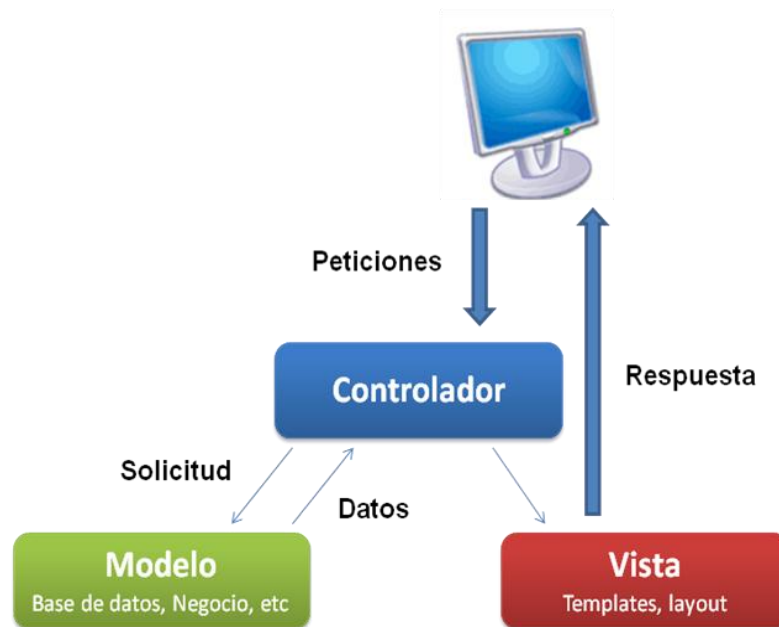 Peticiones
Controlador
Respuesta
Solicitud
Datos
Modelo
Base de datos, Negocio, etc
Vista
Templates, layout